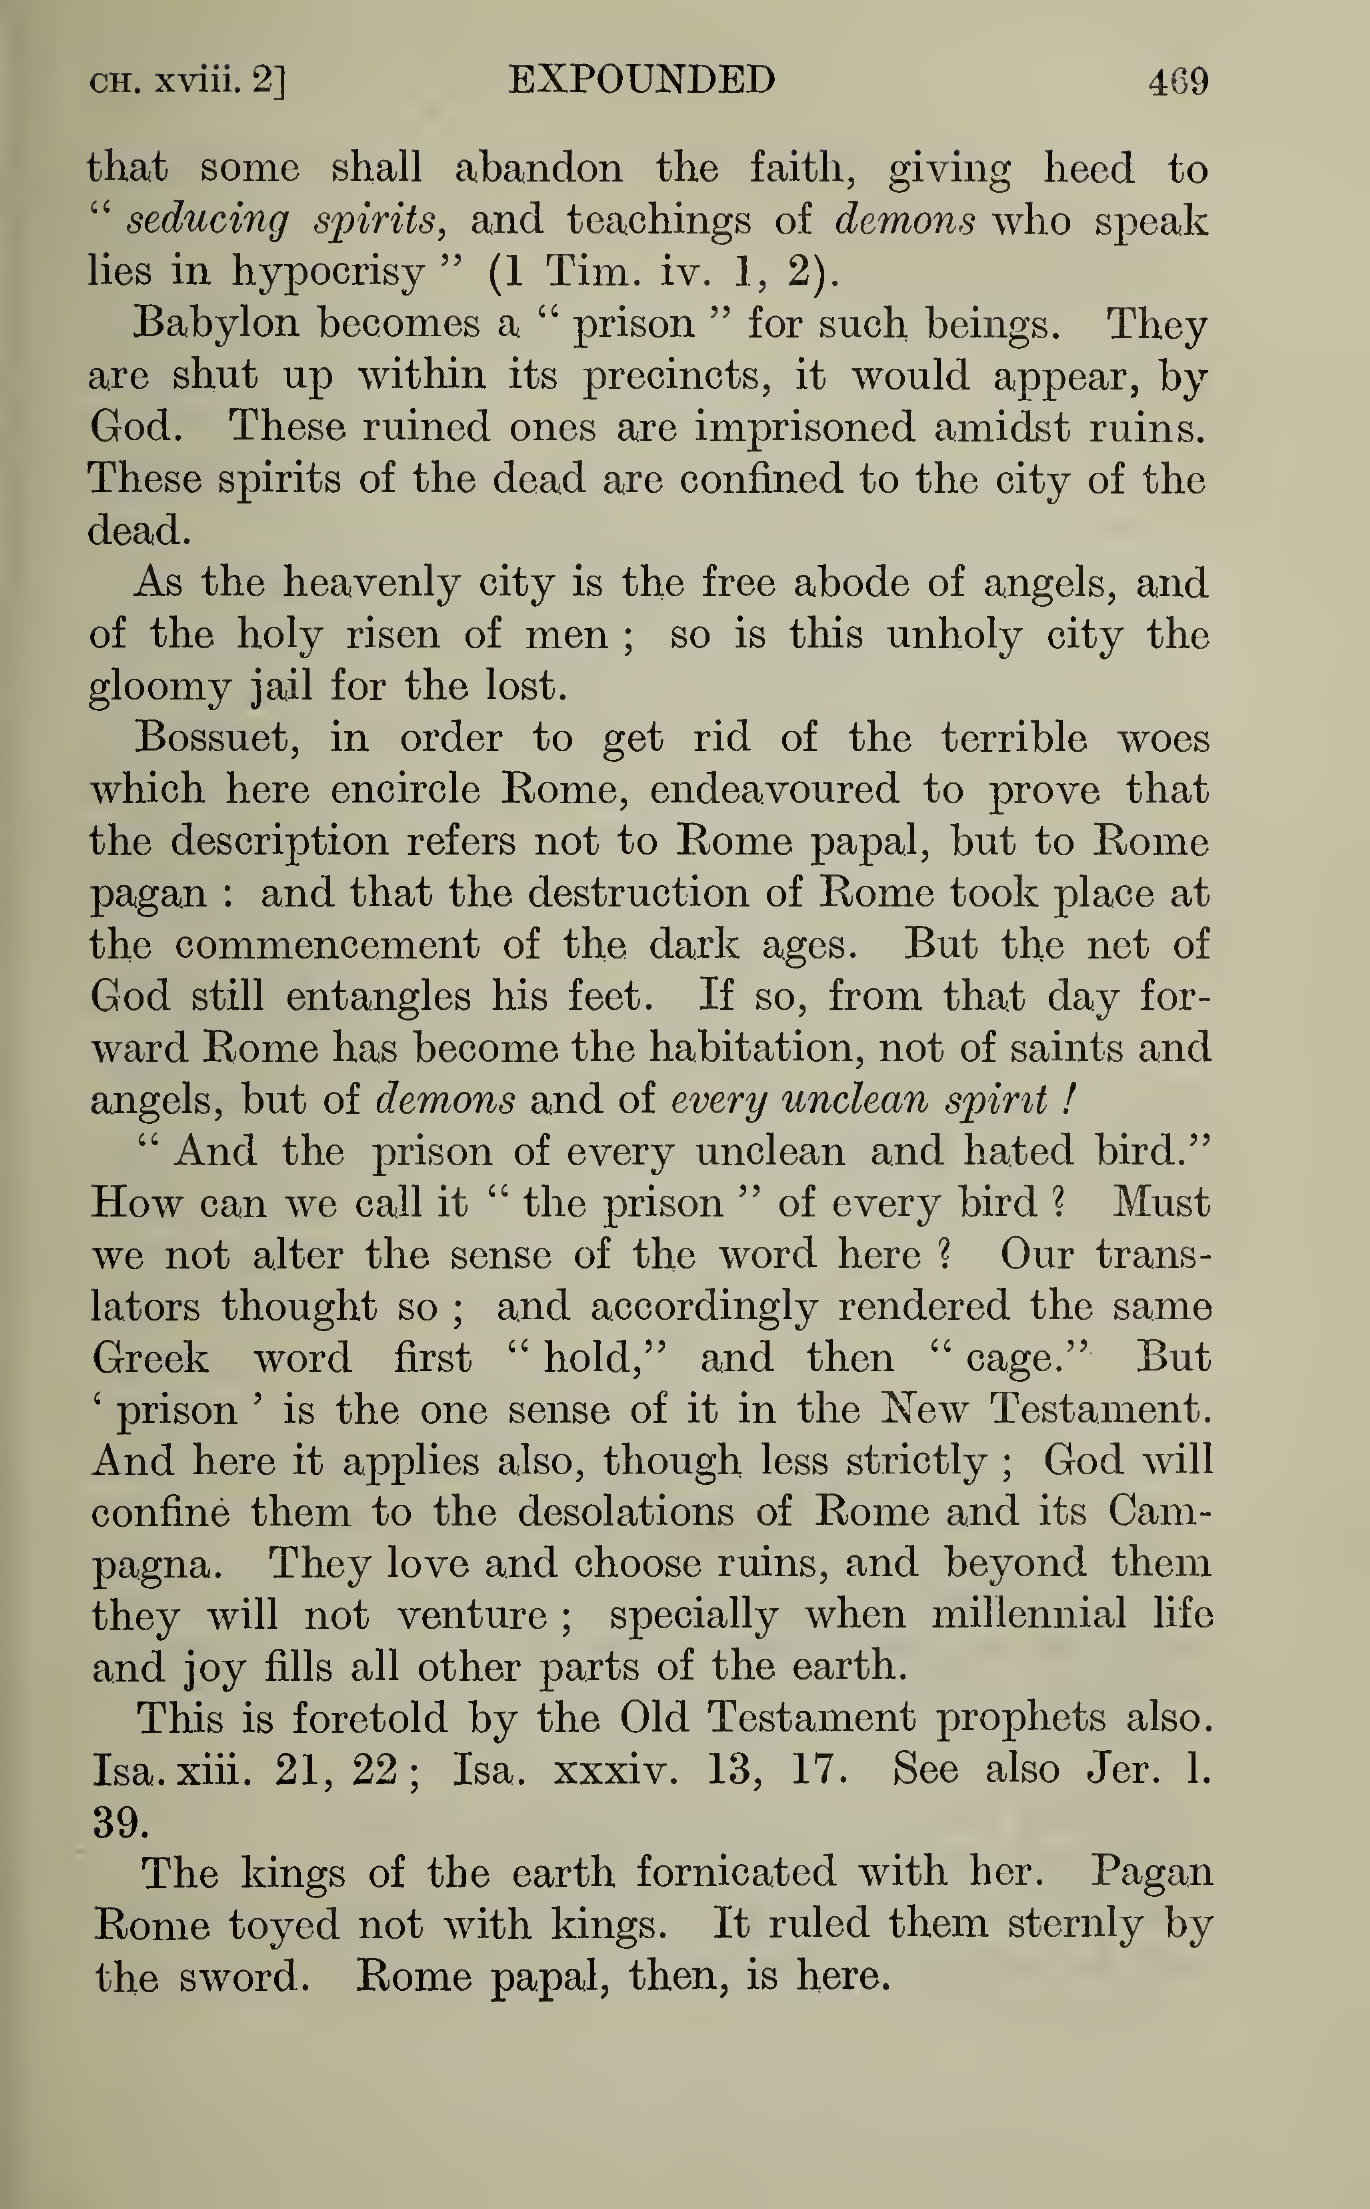 CH. xviii. 2] EXPOUNDED 469
that some shall abandon the faith, giving heed to
“ seducing spirits, and teachings of demons who speak
lies in hypocrisy ” (1 Tim. iv. 1, 2).
Babylon becomes a “ prison ” for such beings. They
are shut up within its precincts, it would appear, by
God. These ruined ones are imprisoned amidst ruins.
These spirits of the dead are confined to the city of the
dead.
As the heavenly city is the free abode of angels, and
of the holy risen of men ; so is this unholy city the
gloomy jail for the lost.
Bossuet, in order to get rid of the terrible woes
which here encircle Rome, endeavoured to prove that
the description refers not to Rome papal, but to Rome
pagan : and that the destruction of Rome took place at
the commencement of the dark ages. But the net of
God still entangles his feet. If so, from that day for-
ward Rome has become the habitation, not of saints and
angels, but of demons and of every unclean spirit !
“ And the prison of every unclean and hated bird.”
How can we call it “ the prison ” of every bird ? Must
we not alter the sense of the word here ? Our trans-
lators thought so ; and accordingly rendered the same
Greek word first “ hold,” and then “ cage.” But
‘ prison ’ is the one sense of it in the New Testament.
And here it applies also, though less strictly ; God will
confine them to the desolations of Rome and its Cam-
pagna. They love and choose ruins, and beyond them
they will not venture ; specially when millennial life
and joy fills all other parts of the earth.
This is foretold by the Old Testament prophets also.
Isa. xiii. 21, 22 ; Isa. xxxiv. 13, 17. See also Jer. l.
39.
The kings of the earth fornicated with her. Pagan
Rome toyed not with kings. It ruled them sternly by
the sword. Rome papal, then, is here.